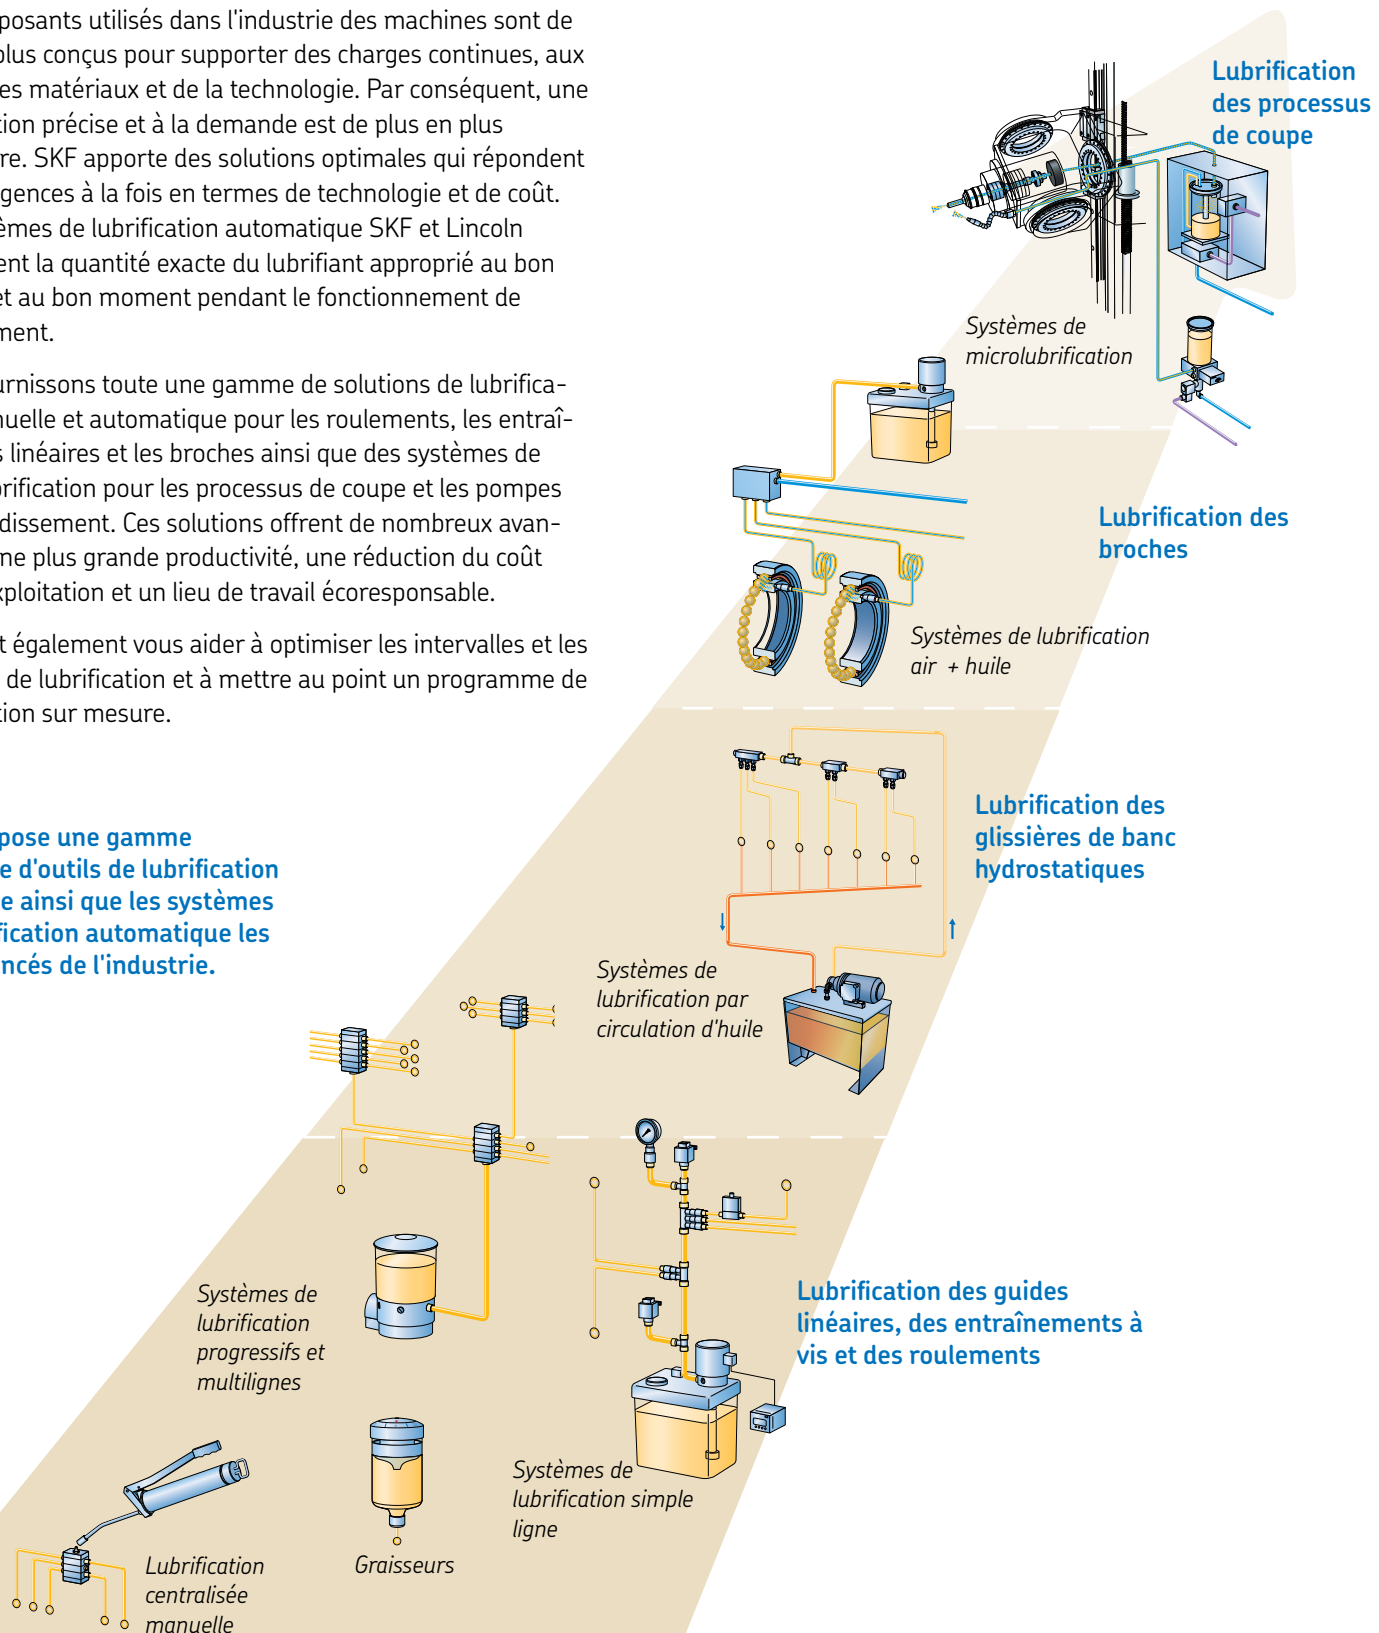 posants utilisés dans l'industrie des machines sont de
plus conçus pour supporter des charges continues, aux
es matériaux et de la technologie. Par conséquent, une
tion précise et à la demande est de plus en plus
re. SKF apporte des solutions optimales qui répondent
gences à la fois en termes de technologie et de coût.
èmes de lubrification automatique SKF et Lincoln
ent la quantité exacte du lubrifiant approprié au bon
et au bon moment pendant le fonctionnement de
ment.
urnissons toute une gamme de solutions de lubrifica-
nuelle et automatique pour les roulements, les entraî-
s linéaires et les broches ainsi que des systèmes de
brification pour les processus de coupe et les pompes
idissement. Ces solutions offrent de nombreux avan-
ne plus grande productivité, une réduction du coût
xploitation et un lieu de travail écoresponsable.
t également vous aider à optimiser les intervalles et les
de lubrification et à mettre au point un programme de
tion sur mesure.
pose une gamme
e d'outils de lubrification
e ainsi que les systèmes
fication automatique les
ncés de l'industrie.
Lubrification
des processus
de coupe
Systèmes de
microlubrification
Lubrification des
broches
Systèmes de lubrification
air + huile
Lubrification des
glissières de banc
hydrostatiques
Systèmes de
lubrification par
circulation d'huile
Systèmes de
lubrification
progressifs et
multilignes
Lubrification des guides
linéaires, des entraînements à
vis et des roulements
Systèmes de
lubrification simple
ligne
Graisseurs
Lubrification
centralisée
manuelle